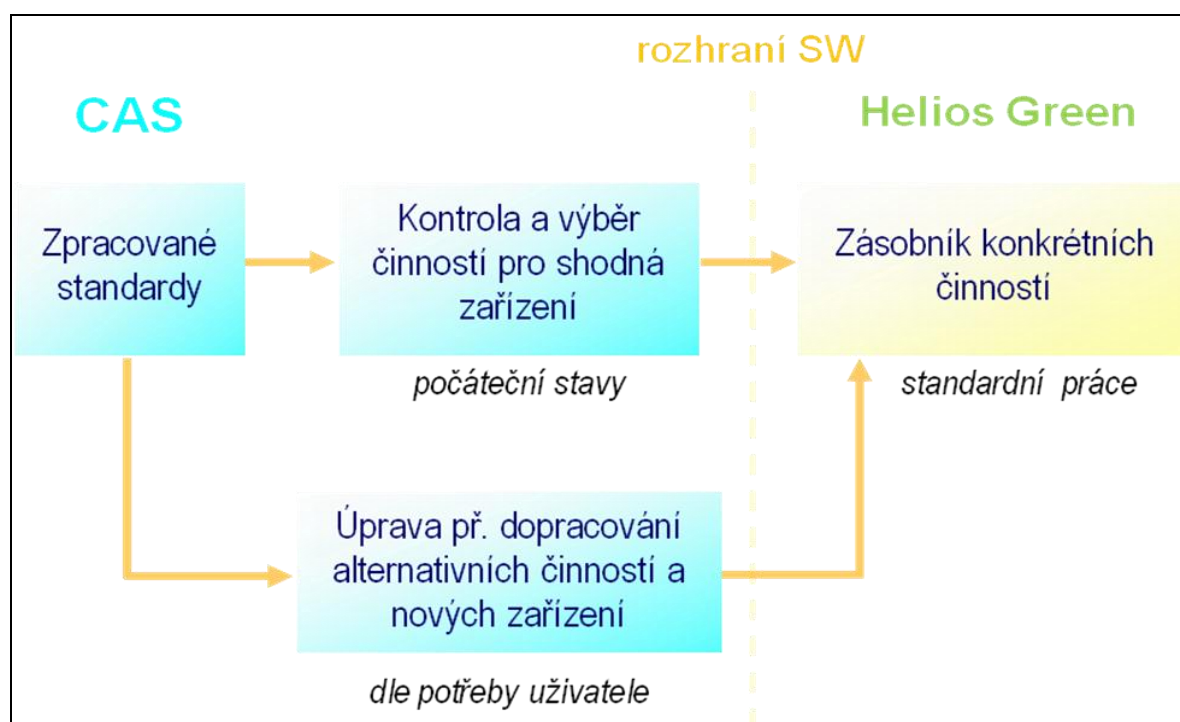 rozhraní SW
CAS
Helios Green
Zpracované
standardy
Kontrola a výběr
činností pro shodná
zařízení
Zásobník konkrétních
činností
počáteční stavy
standardní práce
Úprava př. dopracování
alternativních činností a
nových zařízení
dle potřeby uživatele